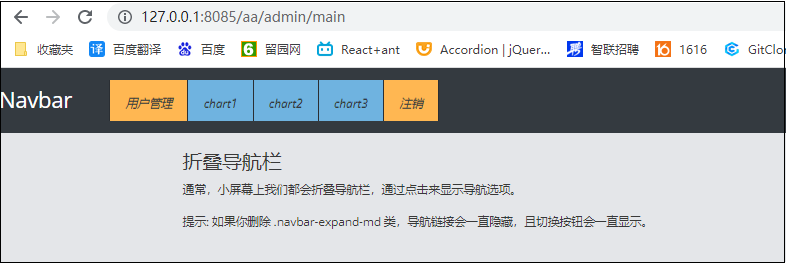 127.0.0.1:8085/aa/admin/main
收藏夹 百度翻译 百度 留园网 React+ant Accordion | jQuer... 智联招聘 1616 GitClon
Navbar 用户管理 chart1 chart2 chart3 注销
折叠导航栏
通常，小屏幕上我们都会折叠导航栏，通过点击来显示导航选项。
提示: 如果你删除 .navbar-expand-md 类，导航链接会一直隐藏，且切换按钮会一直显示。